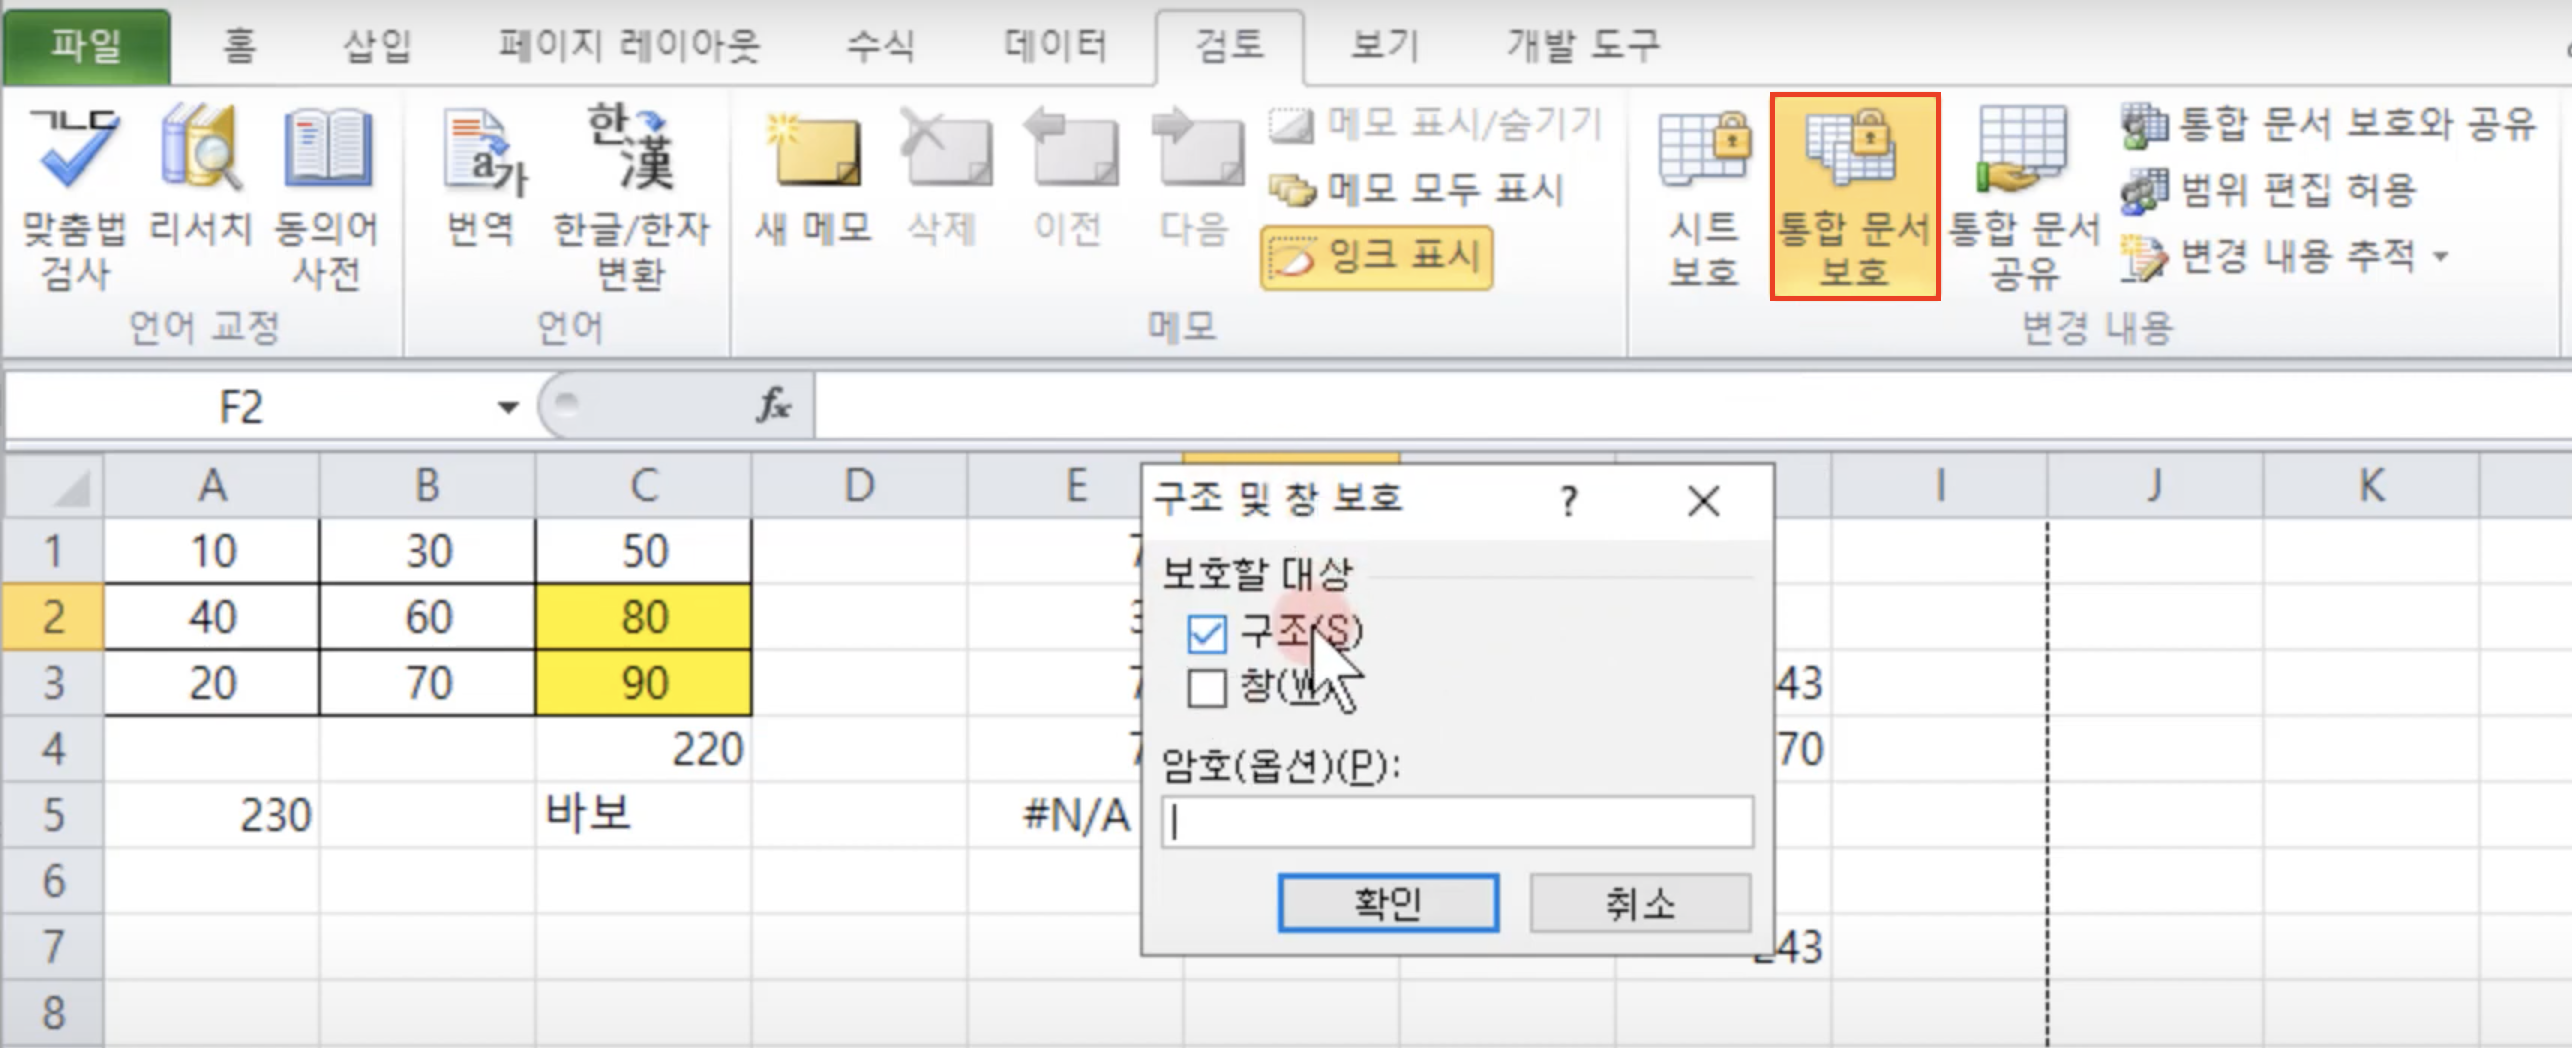 파일 홈 삽입 페이지 레이아웃 수식 데이터 검토 보기 개발 도구
맞춤법 검사
리서치
동의어 사전
언어 교정
번역
한글/한자 변환
언어
새 메모
삭제
이전
다음
메모 표시/숨기기
메모 모두 표시
잉크 표시
메모
시트 보호
통합 문서 보호
통합 문서 공유
통합 문서 보호와 공유
범위 편집 허용
변경 내용 추적
변경 내용
F2 fx
A B C D E I J K
1 10 30 50
2 40 60 80
3 20 70 90 43
4 220 70
5 230 바보 #N/A
6
7 43
8
구조 및 창 보호 ?
보호할 대상
구조(S)
창(W)
암호(옵션)(P):
확인 취소